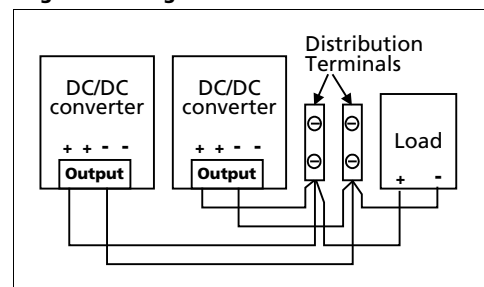 Distribution
Terminals
DC/DC
converter
+ + - -
Output
DC/DC
converter
+ + - -
Output
Load
+ -